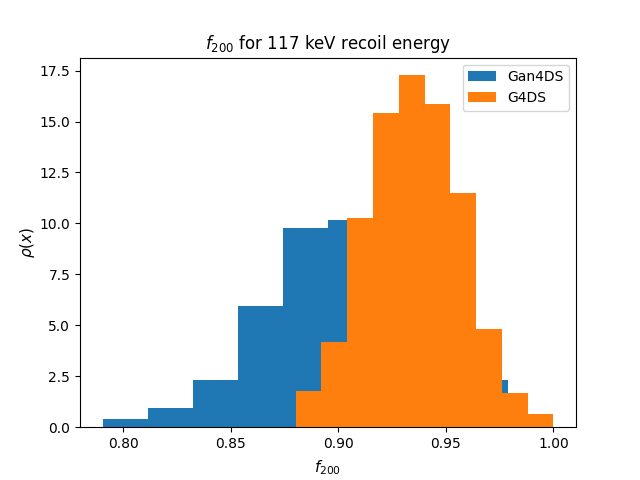 f₂₀₀ for 117 keV recoil energy
Gan4DS
G4DS
17.5
15.0
12.5
10.0
7.5
5.0
2.5
0.0
ρ(x)
0.80 0.85 0.90 0.95 1.00
f₂₀₀